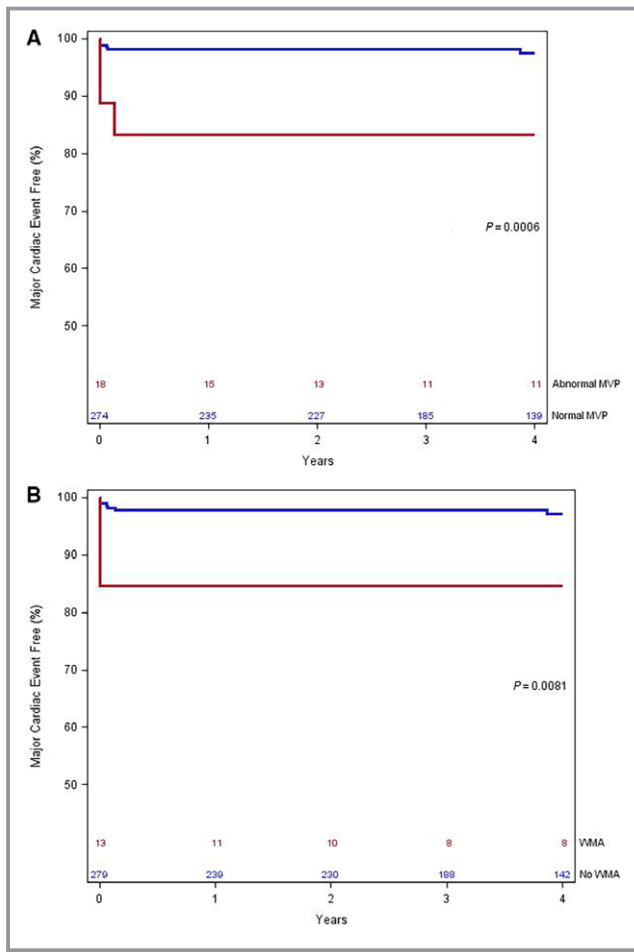 A
Major Cardiac Event Free (%)
100
90
80
70
60
50
P = 0.0006
18 15 13 11 11 Abnormal MVP
274 235 227 185 139 Normal MVP
0 1 2 3 4
Years
B
Major Cardiac Event Free (%)
100
90
80
70
60
50
P = 0.0081
13 11 10 8 8 WMA
279 239 230 188 142 No WMA
0 1 2 3 4
Years